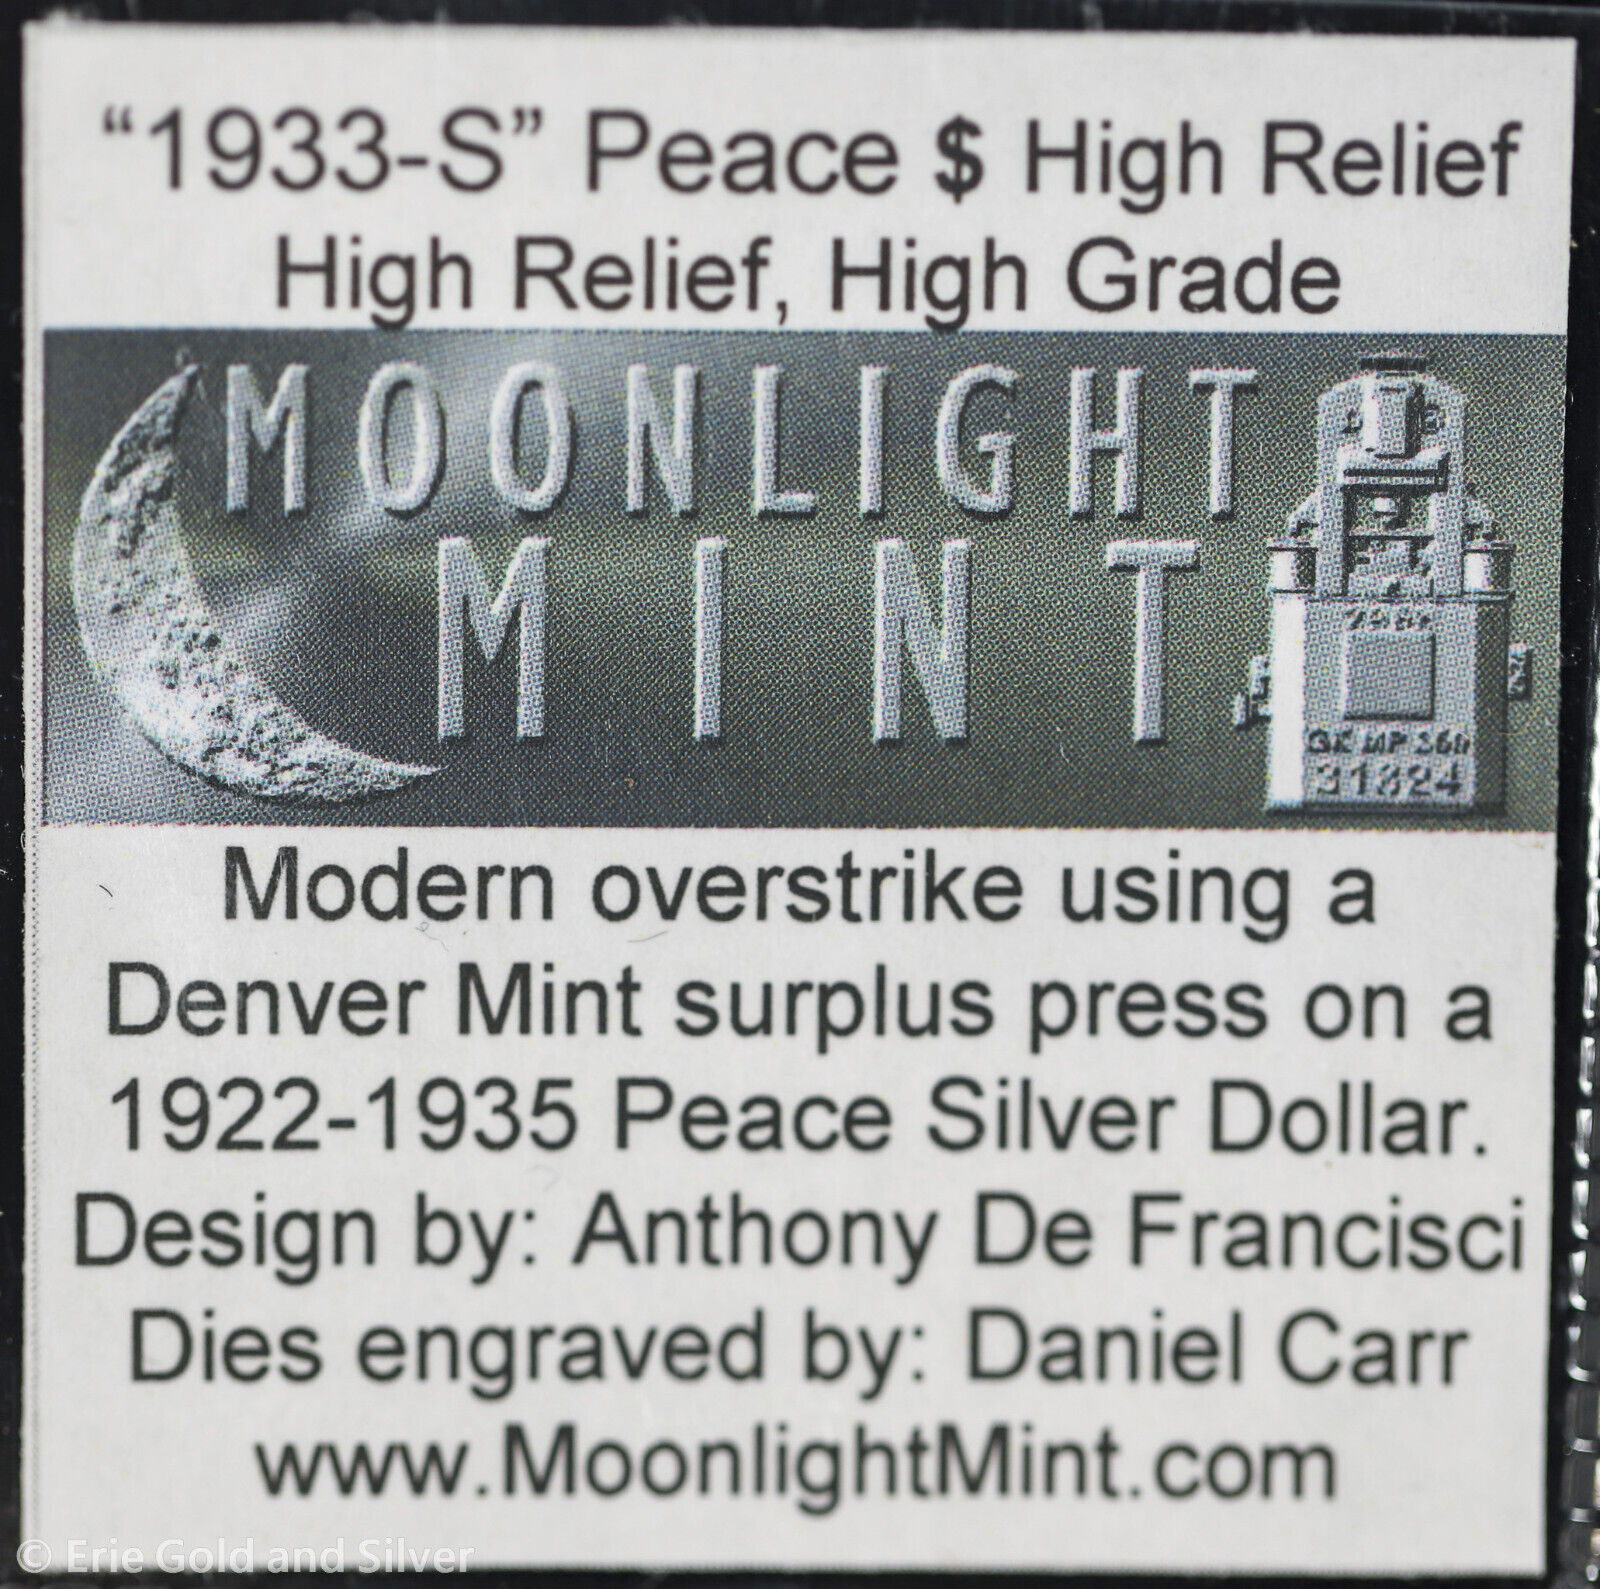 “1933-S” Peace $ High Relief
High Relief, High Grade
MOONLIGHT
MINT
31824
Modern overstrike using a
Denver Mint surplus press on a
1922-1935 Peace Silver Dollar.
Design by: Anthony De Francisci
Dies engraved by: Daniel Carr
www.MoonlightMint.com
© Erie Gold and Silver